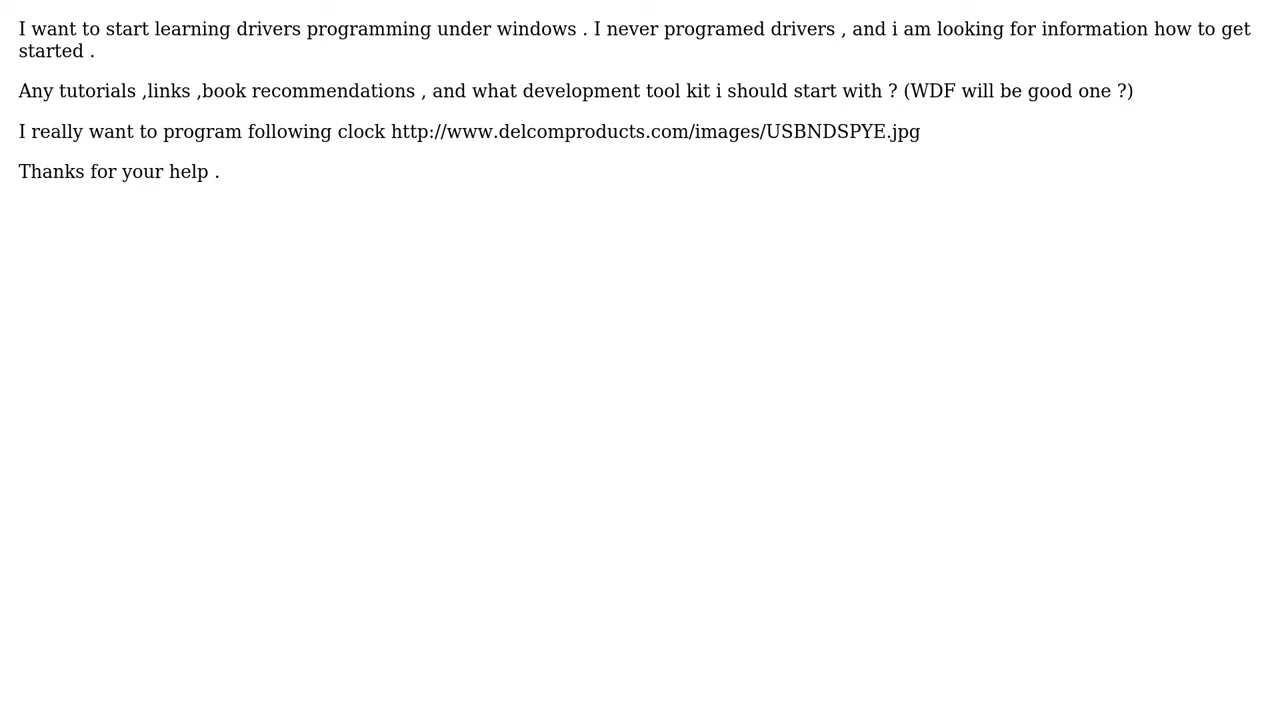 I want to start learning drivers programming under windows . I never programed drivers , and i am looking for information how to get
started .
Any tutorials ,links ,book recommendations , and what development tool kit i should start with ? (WDF will be good one ?)
I really want to program following clock http://www.delcomproducts.com/images/USBNDSPYE.jpg
Thanks for your help .